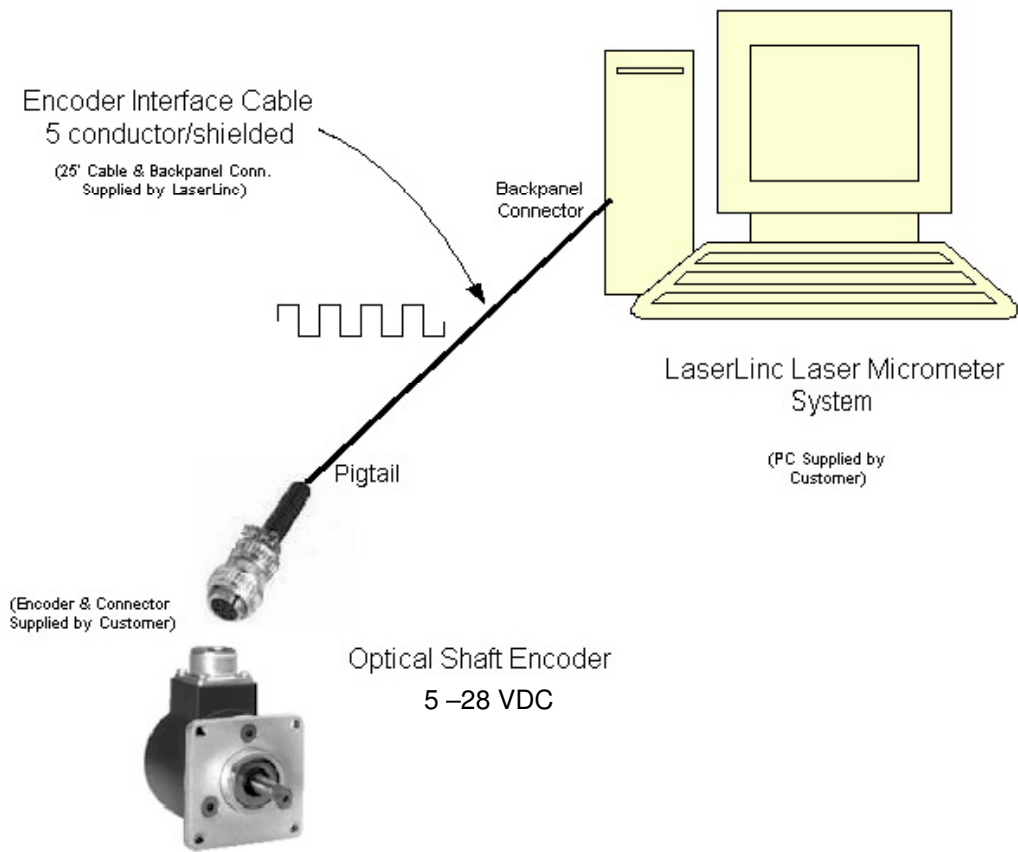 Encoder Interface Cable
5 conductor/shielded
(25' Cable & Backpanel Conn.
Supplied by LaserLinc)
Backpanel
Connector
LaserLinc Laser Micrometer
System
(PC Supplied by
Customer)
Pigtail
(Encoder & Connector
Supplied by Customer)
Optical Shaft Encoder
5 –28 VDC